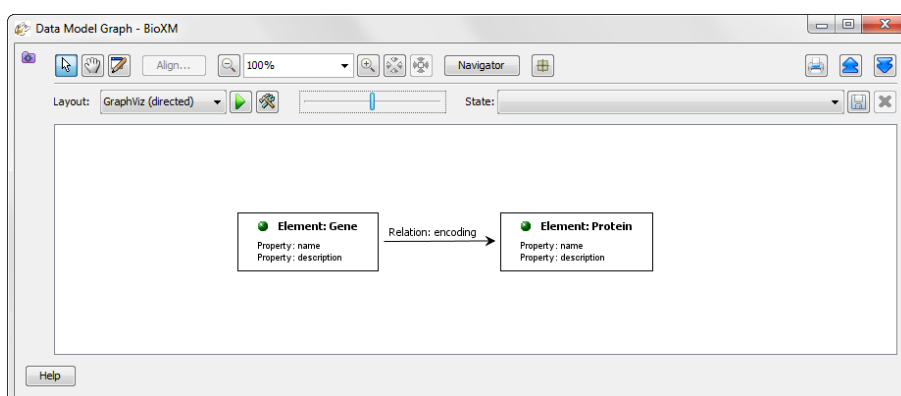 Data Model Graph - BioXM
Align... 100% Navigator
Layout: GraphViz (directed) State:
Element: Gene
Property: name
Property: description
Relation: encoding
Element: Protein
Property: name
Property: description
Help